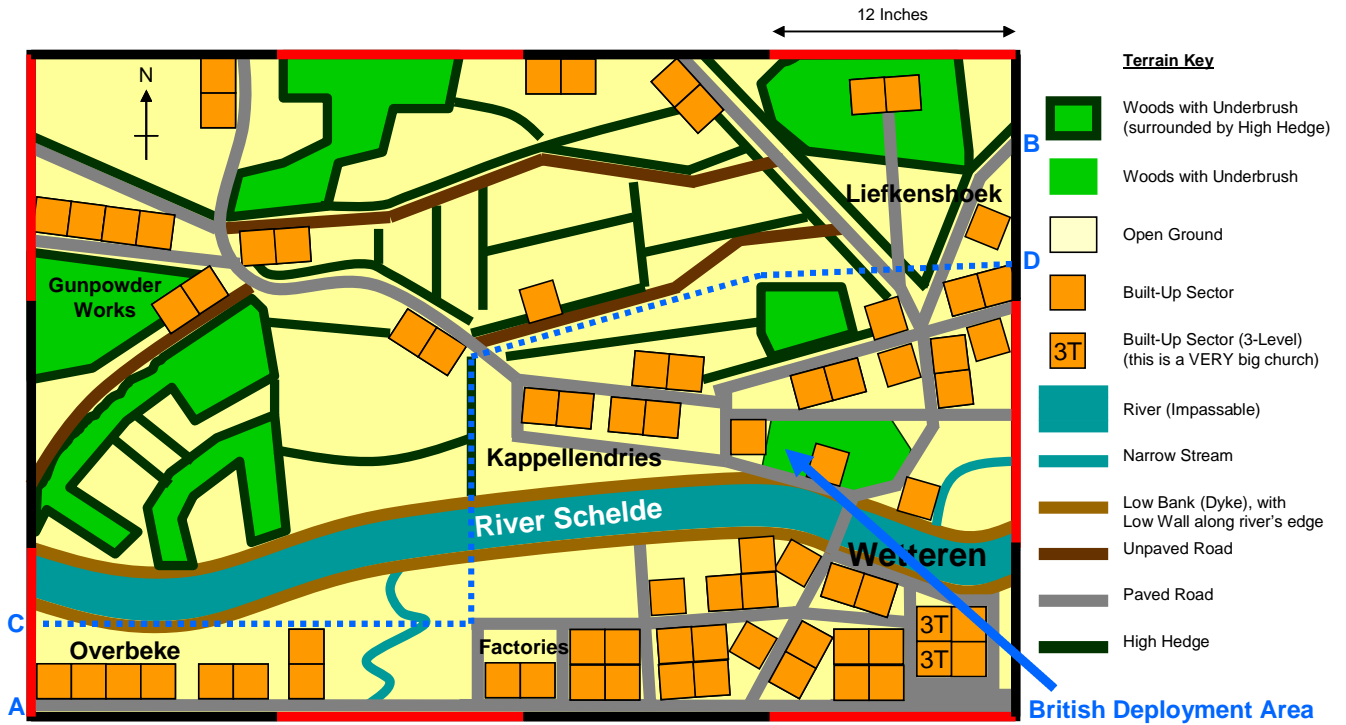 12 Inches
N
Terrain Key
Woods with Underbrush
(surrounded by High Hedge)
B
Woods with Underbrush
Liefkenshoek
Open Ground
D
Gunpowder
Works
Built-Up Sector
Built-Up Sector (3-Level)
(this is a VERY big church)
3T
River (Impassable)
Kappellendries
Narrow Stream
River Schelde
Low Bank (Dyke), with
Low Wall along river's edge
Wetteren
Unpaved Road
Paved Road
C
3T
Overbeke
Factories
High Hedge
3T
A
British Deployment Area